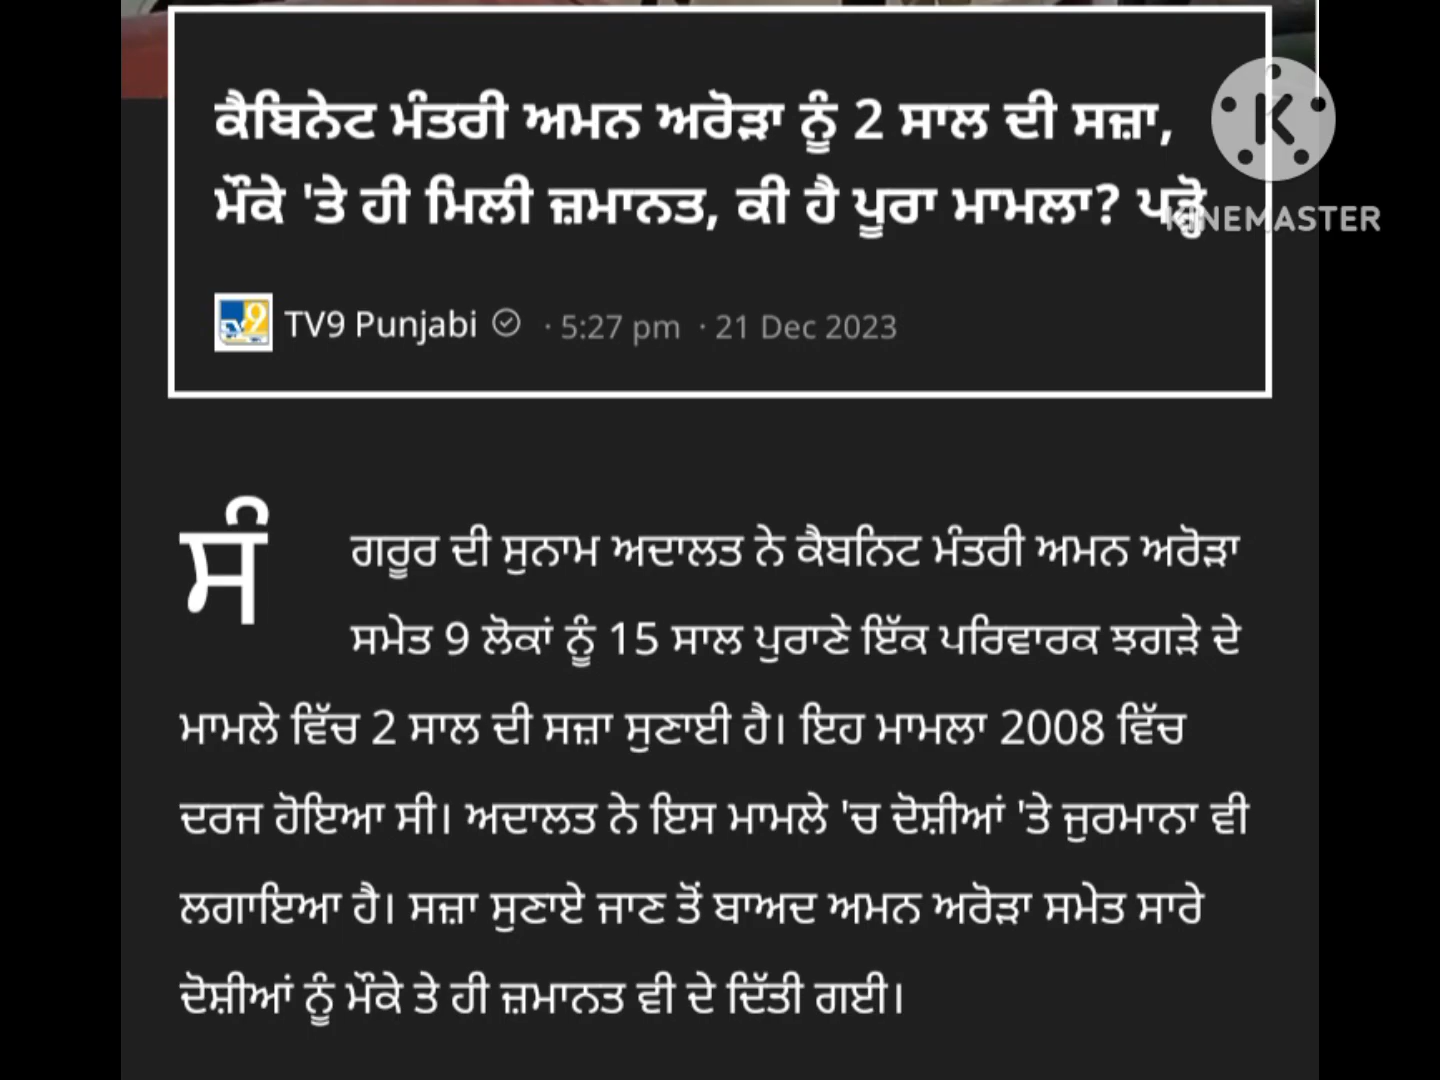 ਕੈਬਿਨੇਟ ਮੰਤਰੀ ਅਮਨ ਅਰੋੜਾ ਨੂੰ 2 ਸਾਲ ਦੀ ਸਜ਼ਾ,
ਮੌਕੇ 'ਤੇ ਹੀ ਮਿਲੀ ਜ਼ਮਾਨਤ, ਕੀ ਹੈ ਪੂਰਾ ਮਾਮਲਾ? ਪੜ੍ਹੋ
KINEMASTER
TV9 Punjabi · 5:27 pm · 21 Dec 2023
ਸੰਗਰੂਰ ਦੀ ਸੁਨਾਮ ਅਦਾਲਤ ਨੇ ਕੈਬਨਿਟ ਮੰਤਰੀ ਅਮਨ ਅਰੋੜਾ
ਸਮੇਤ 9 ਲੋਕਾਂ ਨੂੰ 15 ਸਾਲ ਪੁਰਾਣੇ ਇੱਕ ਪਰਿਵਾਰਕ ਝਗੜੇ ਦੇ
ਮਾਮਲੇ ਵਿੱਚ 2 ਸਾਲ ਦੀ ਸਜ਼ਾ ਸੁਣਾਈ ਹੈ। ਇਹ ਮਾਮਲਾ 2008 ਵਿੱਚ
ਦਰਜ ਹੋਇਆ ਸੀ। ਅਦਾਲਤ ਨੇ ਇਸ ਮਾਮਲੇ 'ਚ ਦੋਸ਼ੀਆਂ 'ਤੇ ਜੁਰਮਾਨਾ ਵੀ
ਲਗਾਇਆ ਹੈ। ਸਜ਼ਾ ਸੁਣਾਏ ਜਾਣ ਤੋਂ ਬਾਅਦ ਅਮਨ ਅਰੋੜਾ ਸਮੇਤ ਸਾਰੇ
ਦੋਸ਼ੀਆਂ ਨੂੰ ਮੌਕੇ ਤੇ ਹੀ ਜ਼ਮਾਨਤ ਵੀ ਦੇ ਦਿੱਤੀ ਗਈ।